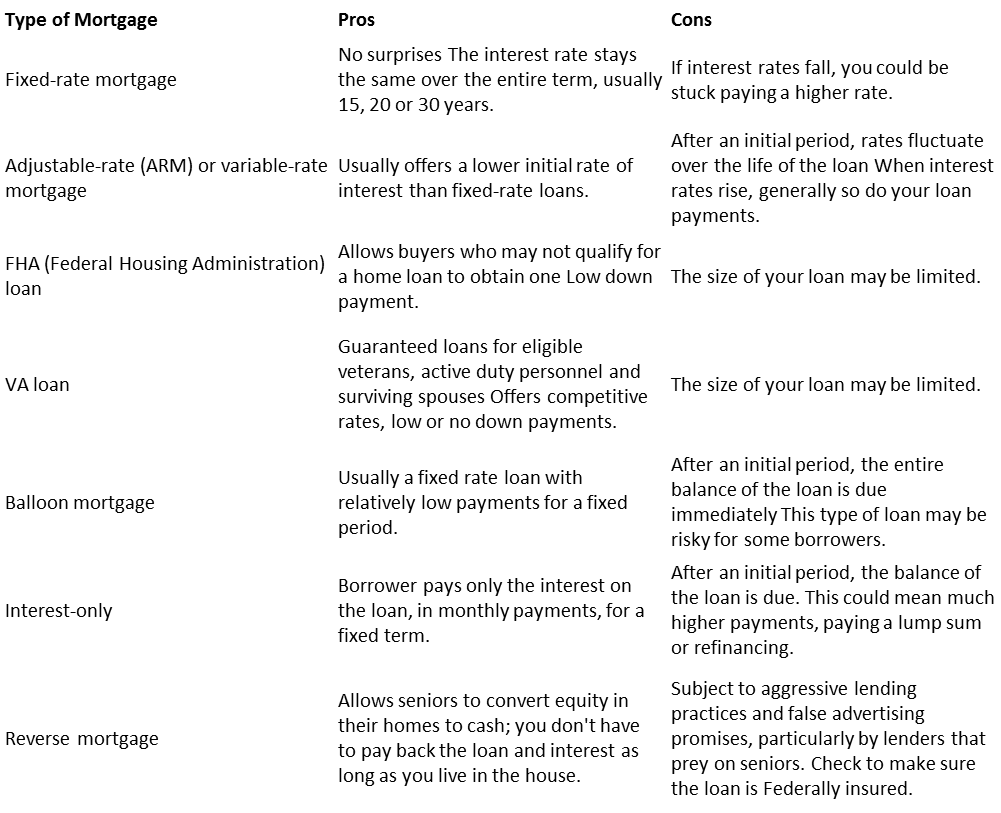 Type of Mortgage Pros Cons
Fixed-rate mortgage
No surprises The interest rate stays
the same over the entire term, usually
15, 20 or 30 years.
If interest rates fall, you could be
stuck paying a higher rate.
Adjustable-rate (ARM) or variable-rate
mortgage
Usually offers a lower initial rate of
interest than fixed-rate loans.
After an initial period, rates fluctuate
over the life of the loan When interest
rates rise, generally so do your loan
payments.
FHA (Federal Housing Administration)
loan
Allows buyers who may not qualify for
a home loan to obtain one Low down
payment.
The size of your loan may be limited.
VA loan
Guaranteed loans for eligible
veterans, active duty personnel and
surviving spouses Offers competitive
rates, low or no down payments.
The size of your loan may be limited.
Balloon mortgage
Usually a fixed rate loan with
relatively low payments for a fixed
period.
After an initial period, the entire
balance of the loan is due
immediately This type of loan may be
risky for some borrowers.
Interest-only
Borrower pays only the interest on
the loan, in monthly payments, for a
fixed term.
After an initial period, the balance of
the loan is due. This could mean much
higher payments, paying a lump sum
or refinancing.
Reverse mortgage
Allows seniors to convert equity in
their homes to cash; you don't have
to pay back the loan and interest as
long as you live in the house.
Subject to aggressive lending
practices and false advertising
promises, particularly by lenders that
prey on seniors. Check to make sure
the loan is Federally insured.